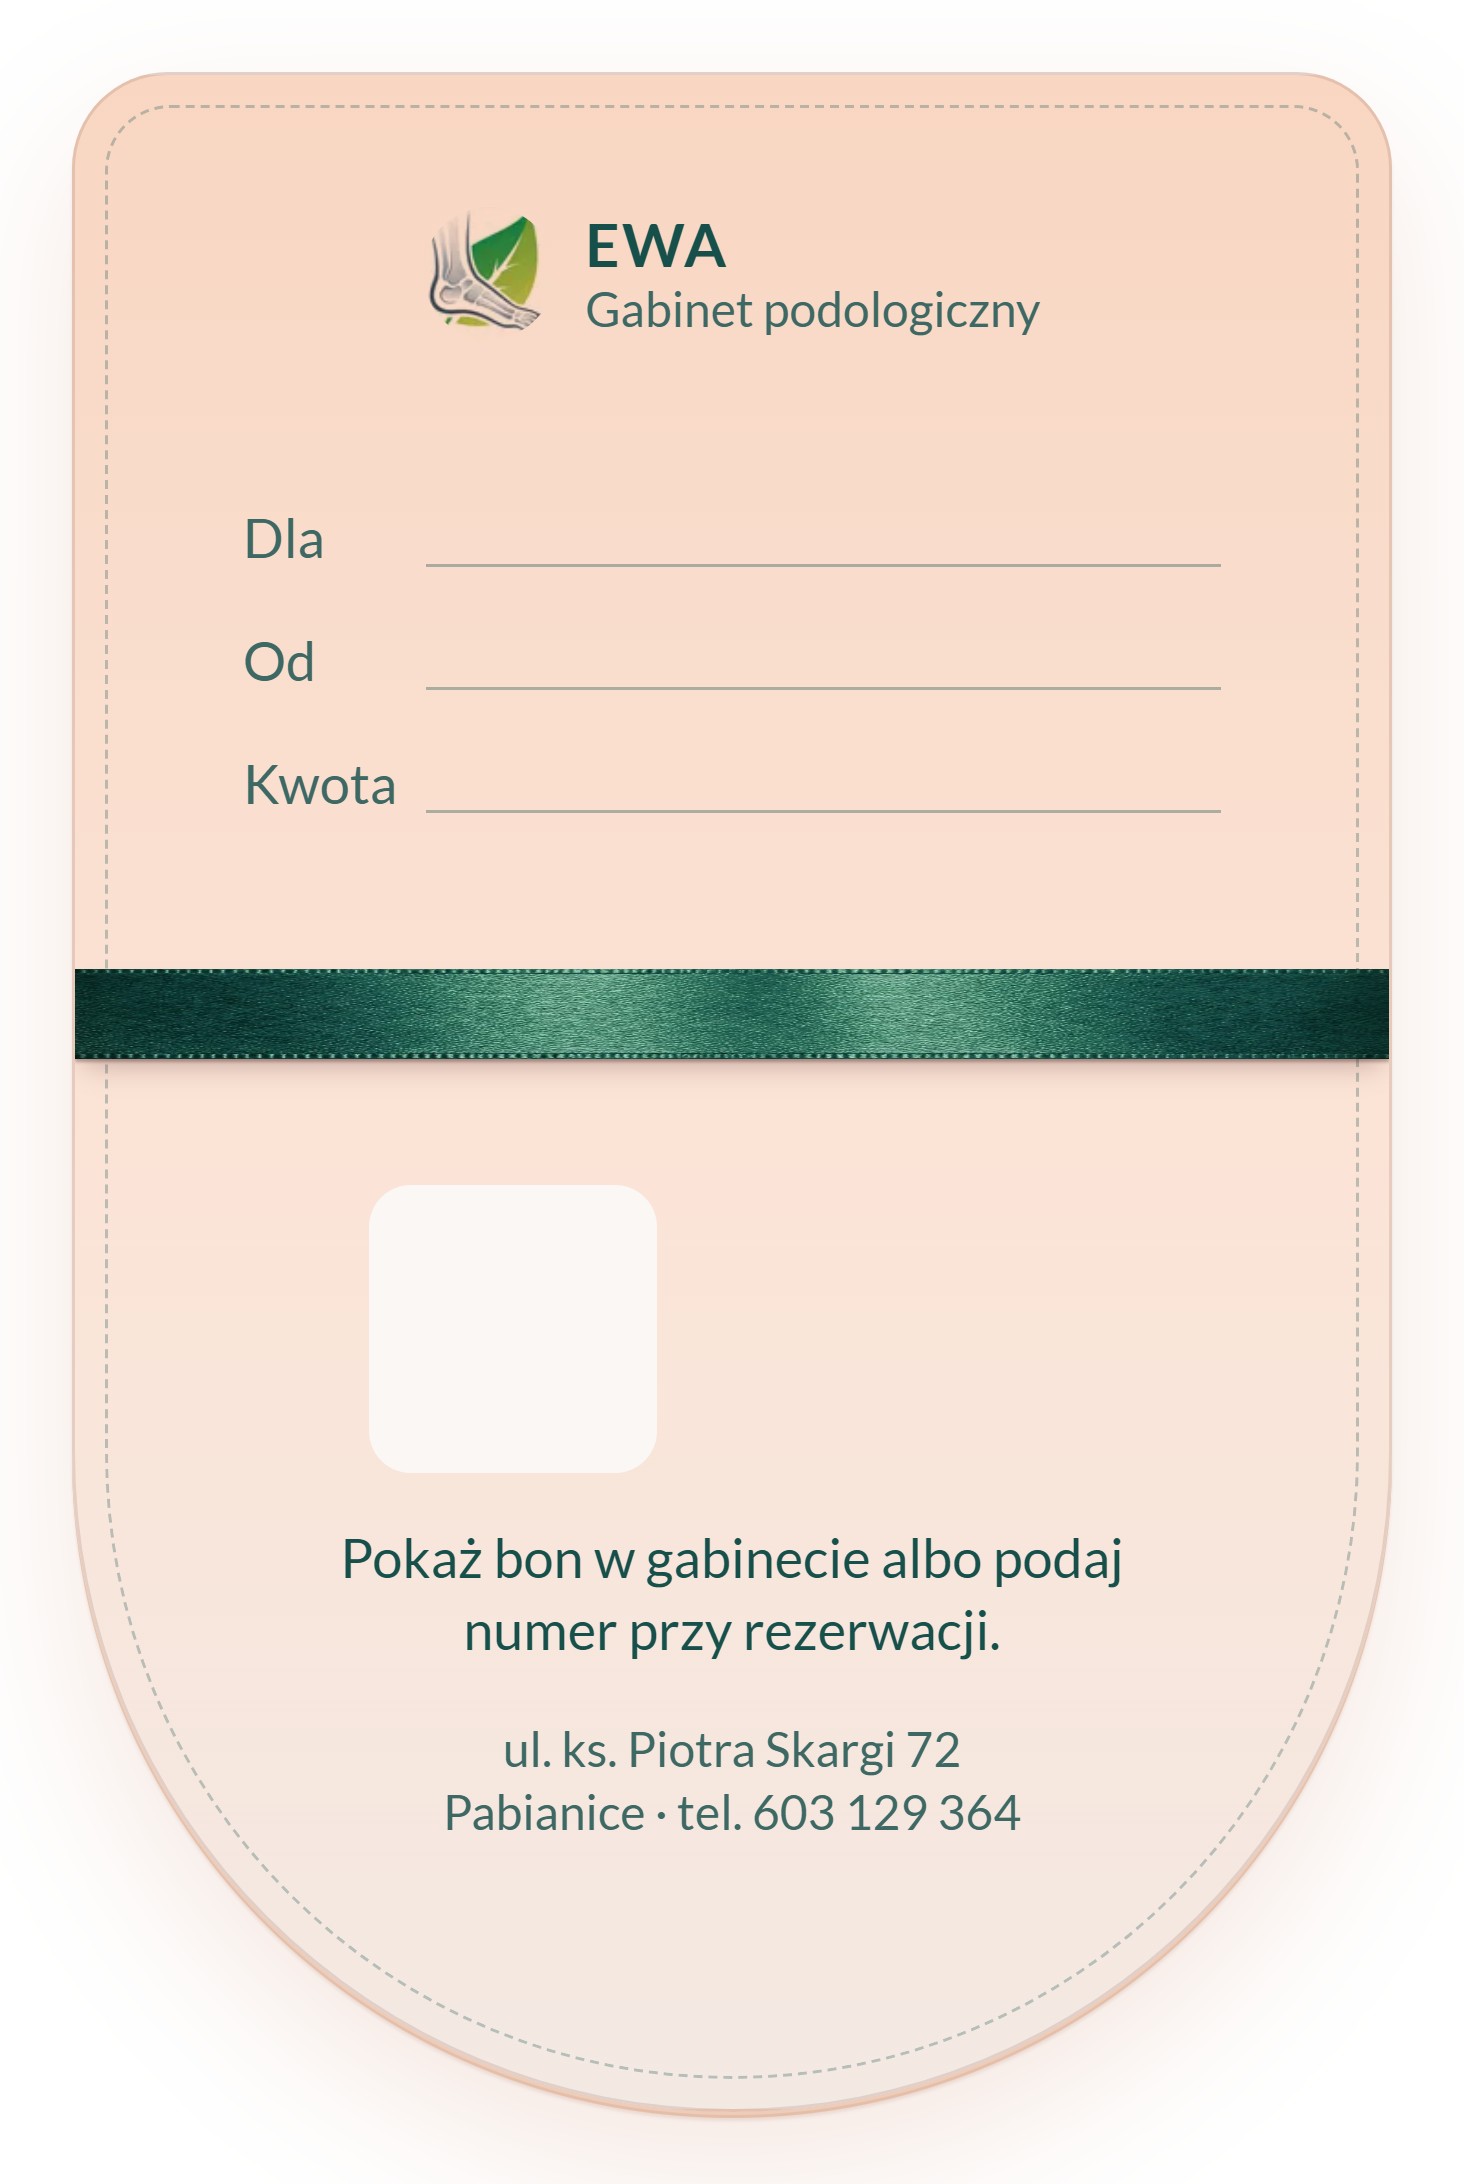 EWA
Gabinet podologiczny
Dla
Od
Kwota
Pokaż bon w gabinecie albo podaj
numer przy rezerwacji.
ul. ks. Piotra Skargi 72
Pabianice · tel. 603 129 364